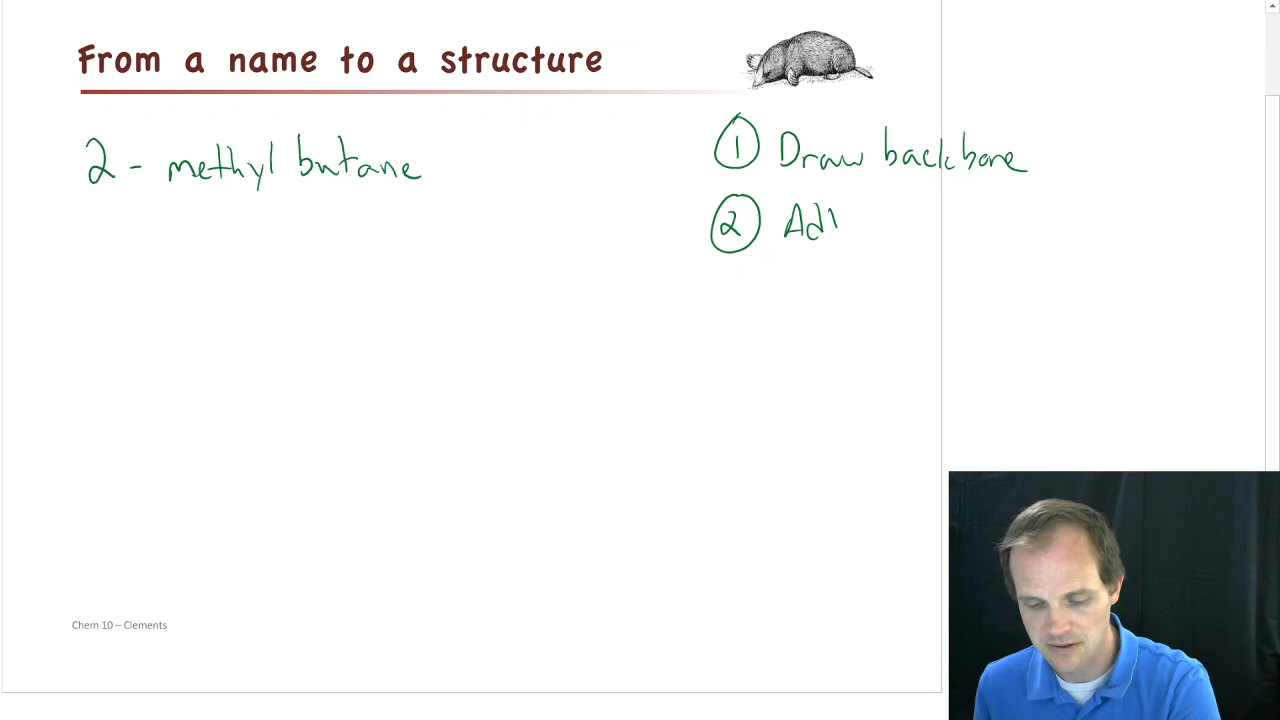 From a name to a structure
2 - methyl butane
1 Draw backbone
2 Ad
Chem 10 – Clements